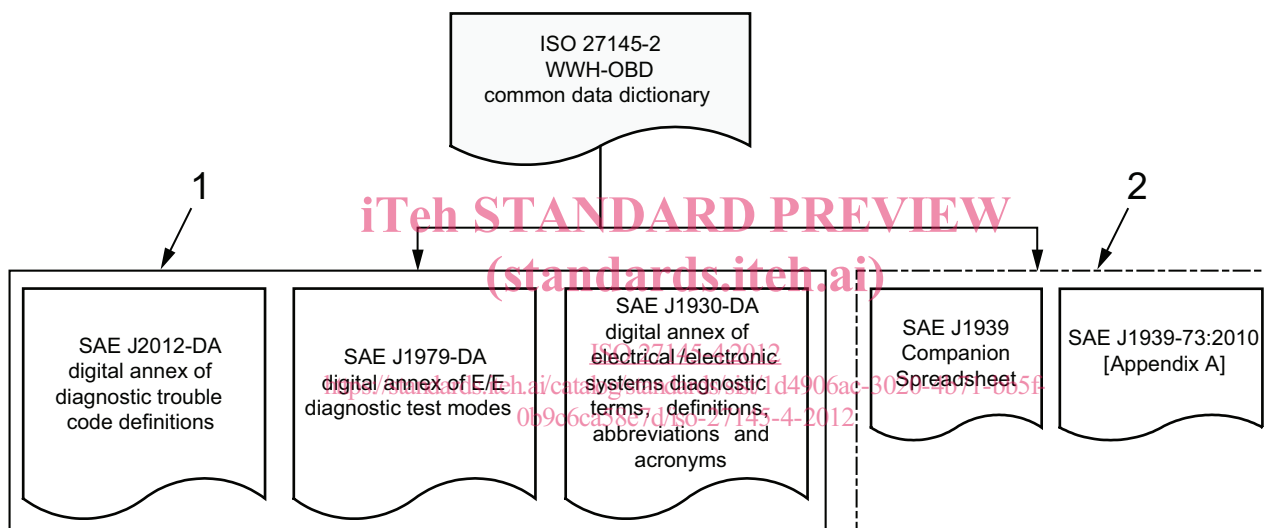 ISO 27145-2
WWH-OBD
common data dictionary
1
2
iTeh STANDARD PREVIEW
(standards.iteh.ai)
SAE J2012-DA
digital annex of
diagnostic trouble
code definitions
SAE J1979-DA
digital annex of E/E
diagnostic test modes
SAE J1930-DA
digital annex of
electrical /electronic
systems diagnostic
terms, definitions,
abbreviations and
acronyms
SAE J1939
Companion
Spreadsheet
SAE J1939-73:2010
[Appendix A]
ISO 27145-4:2012
0b9c6ca58e7d/iso-27145-4-2012